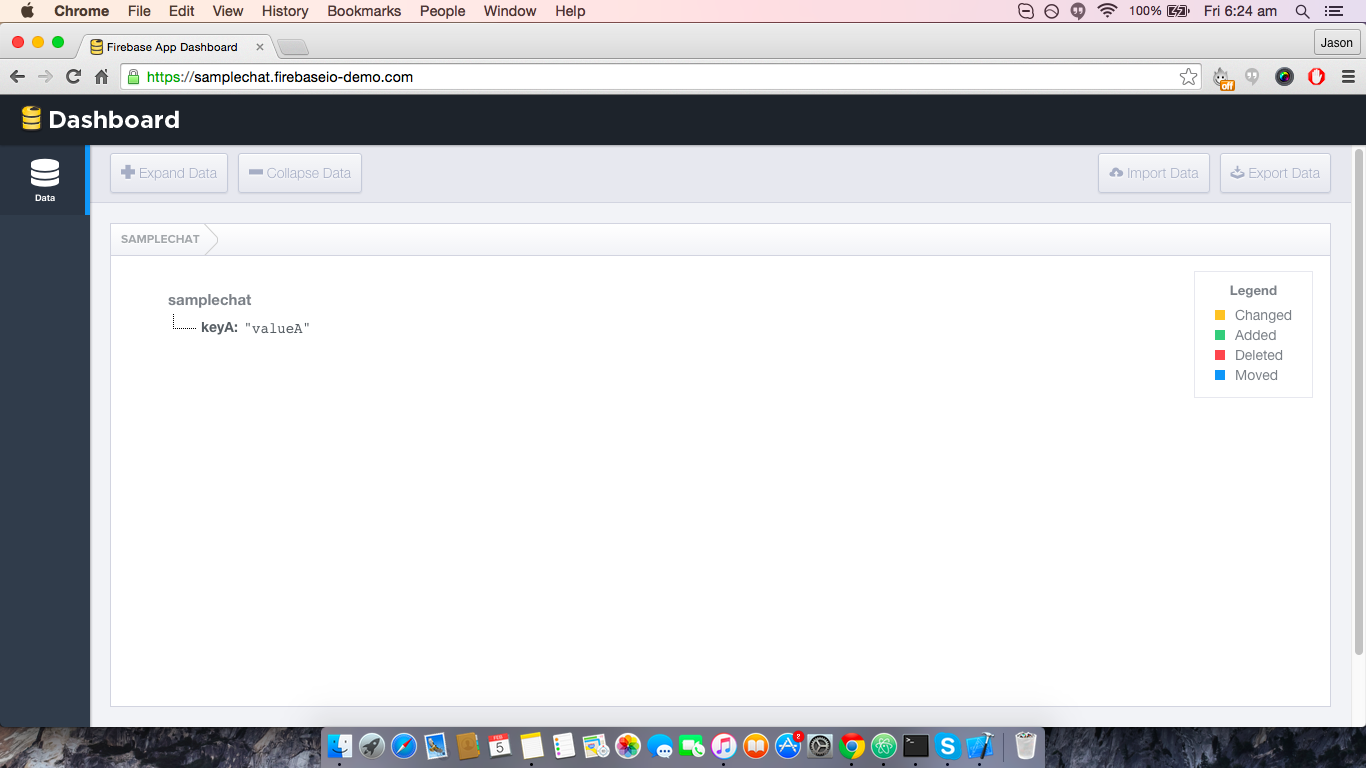 Chrome File Edit View History Bookmarks People Window Help 100% Fri 6:24 am
Firebase App Dashboard Jason
https://samplechat.firebaseio-demo.com off
Dashboard
Expand Data Collapse Data Import Data Export Data
Data
SAMPLECHAT
samplechat
keyA: "valueA"
Legend
Changed
Added
Deleted
Moved
FEB
5
2